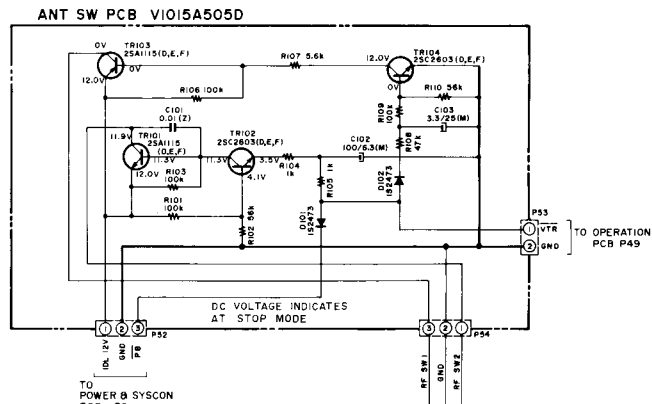 ANT SW PCB VI015A505D
0V
TR103
2SA1115(D,E,F)
0V
12.0V
R107 5.6k
12.0V
TR104
2SC2603(D,E,F)
0V
R106 100k
R110 56k
R109
100k
C103
3.3/25(M)
C101
0.01(Z)
11.9V
TR101
2SA1115
(D,E,F)
11.3V
12.0V
TR102
2SC2603(D,E,F)
11.3V
3.5V
4.1V
R104
1k
C102
100/6.3(M)
R108
47k
R103
100k
R101
100k
R102 56k
R105 1k
D101
1S2473
D102
1S2473
P53
1 VTR
2 GND
TO OPERATION
PCB P49
DC VOLTAGE INDICATES
AT STOP MODE
1 2 3 P52
3 2 1 P54
IDL 12V
GND
PB
RF SW1
GND
RF SW2
TO
POWER & SYSCON